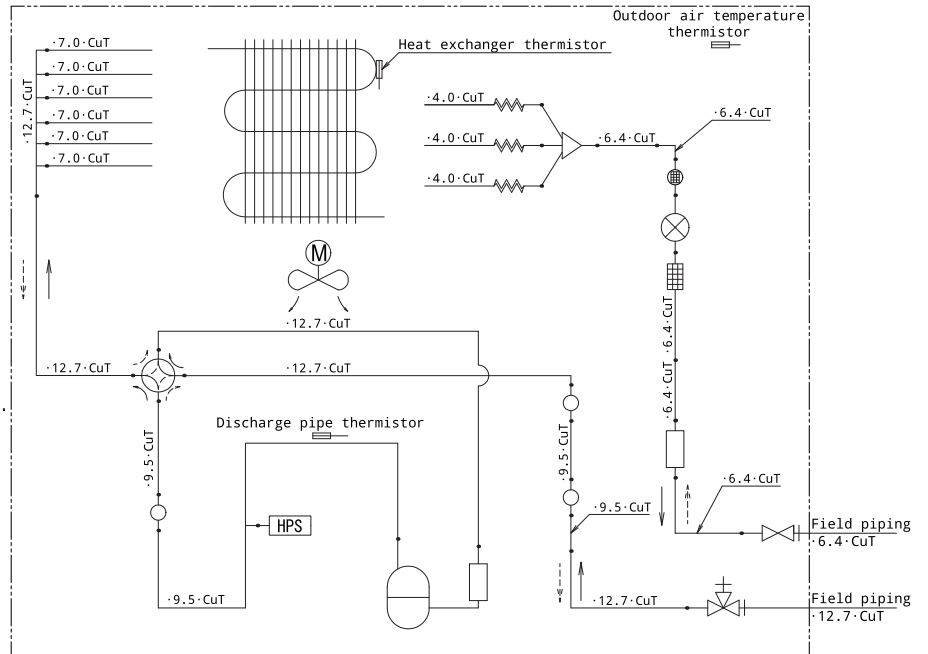 Outdoor air temperature
thermistor
·7.0·CuT
·7.0·CuT
·7.0·CuT
·7.0·CuT
·7.0·CuT
·7.0·CuT
·12.7·CuT
Heat exchanger thermistor
·4.0·CuT
·4.0·CuT
·4.0·CuT
·6.4·CuT
·6.4·CuT
M
·12.7·CuT
·12.7·CuT
·12.7·CuT
·6.4·CuT
·6.4·CuT
Discharge pipe thermistor
·9.5·CuT
·9.5·CuT
·6.4·CuT
·9.5·CuT
HPS
Field piping
·6.4·CuT
·9.5·CuT
·12.7·CuT
Field piping
·12.7·CuT